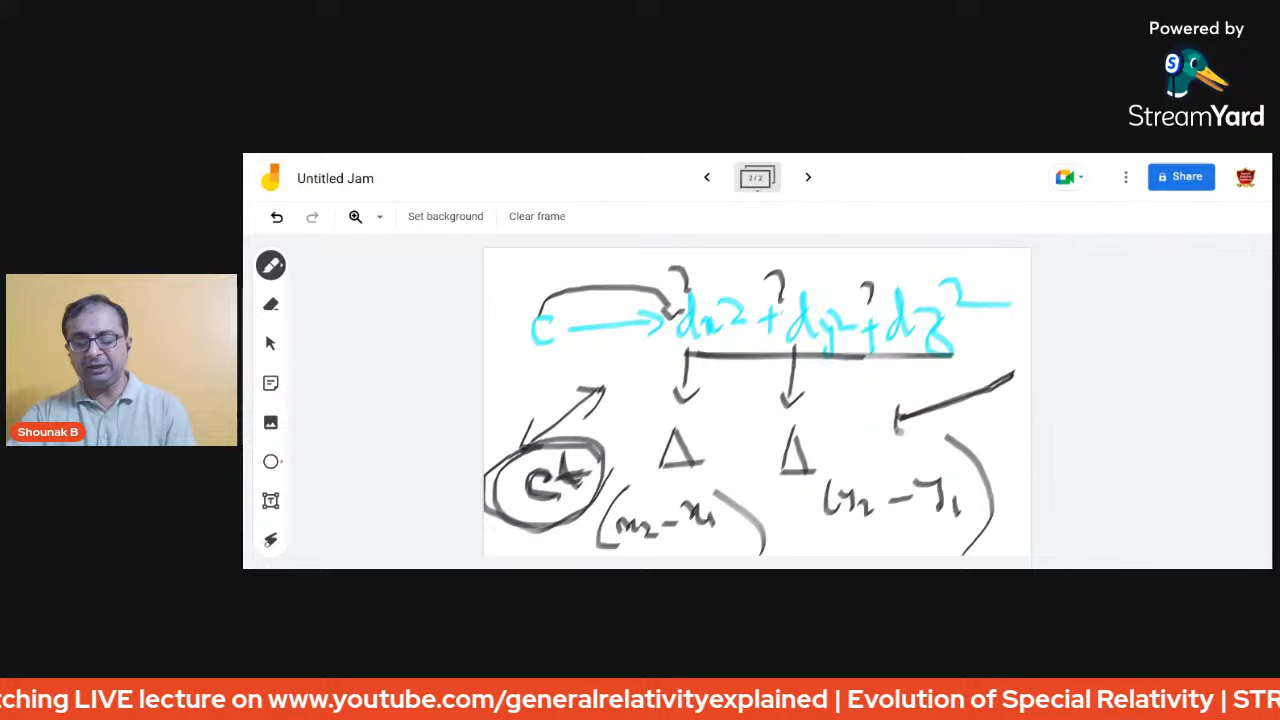 Powered by
S
StreamYard
Untitled Jam
2/2
Share
Set background
Clear frame
? ? ?
c → dx2 + dy2 + dz2
Δ Δ
ct
(x2 - x1) (y2 - y1)
T
Shounak B
tching LIVE lecture on www.youtube.com/generalrelativityexplained | Evolution of Special Relativity | STR